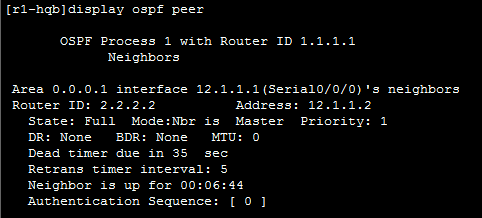 [r1-hqb]display ospf peer
OSPF Process 1 with Router ID 1.1.1.1
Neighbors
Area 0.0.0.1 interface 12.1.1.1(Serial0/0/0)'s neighbors
Router ID: 2.2.2.2 Address: 12.1.1.2
State: Full Mode:Nbr is Master Priority: 1
DR: None BDR: None MTU: 0
Dead timer due in 35 sec
Retrans timer interval: 5
Neighbor is up for 00:06:44
Authentication Sequence: [ 0 ]